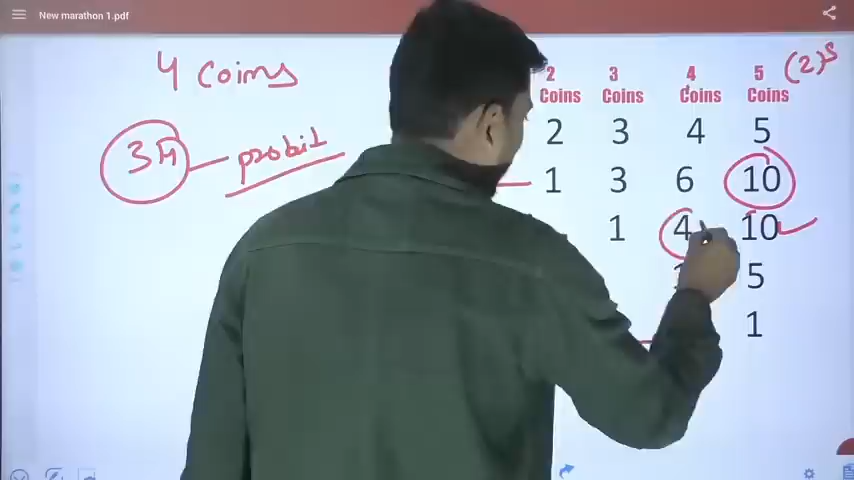 New marathon 1.pdf
4 coins
2 Coins 3 Coins 4 Coins 5 Coins (2)⁵
2 3 4 5
3H — probit
1 3 6 10
1 4 10
5
1